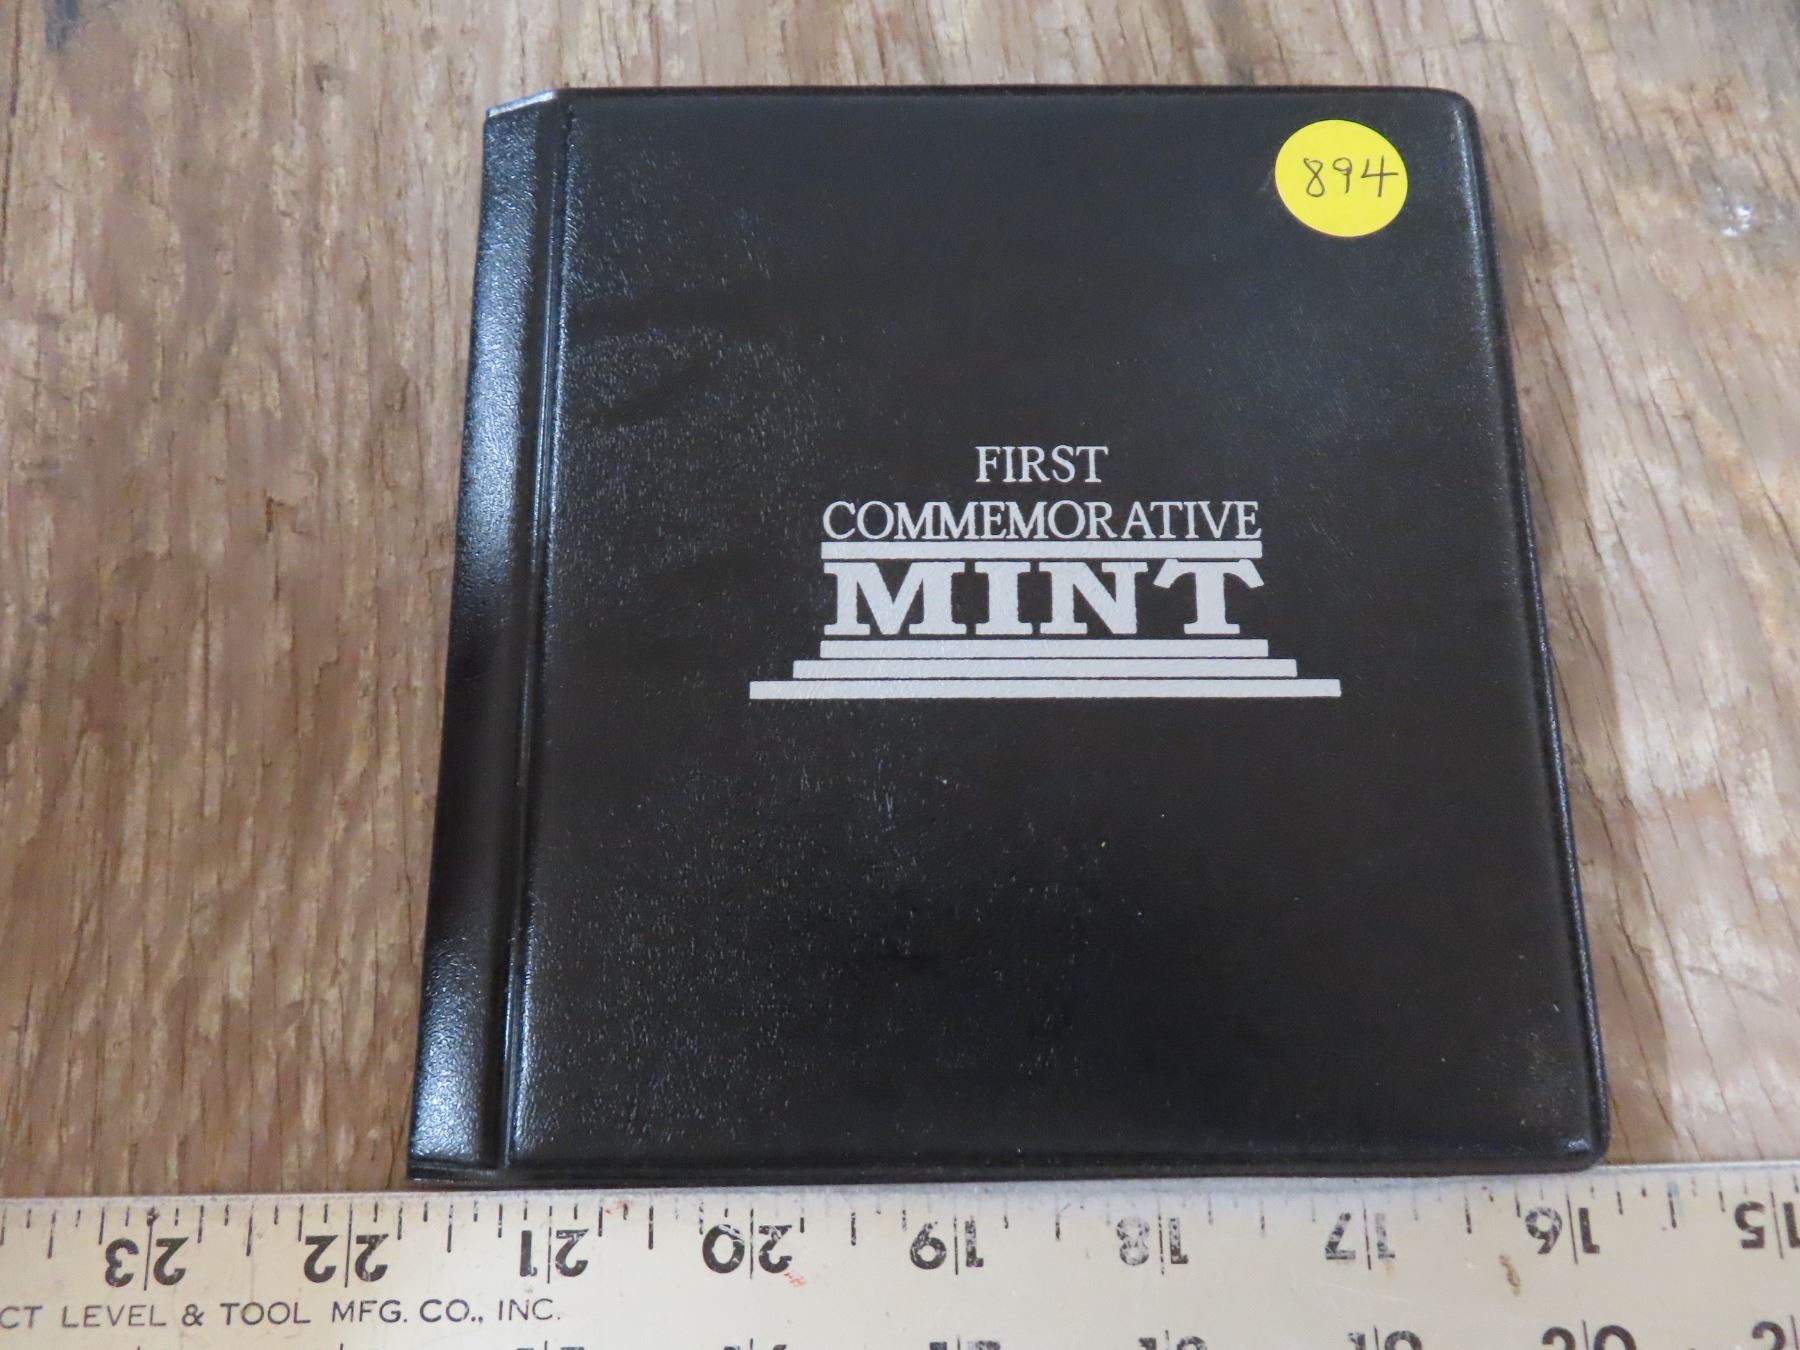 894
FIRST
COMMEMORATIVE
MINT
23 22 21 20 19 18 17 16 15
CT LEVEL & TOOL MFG. CO., INC.